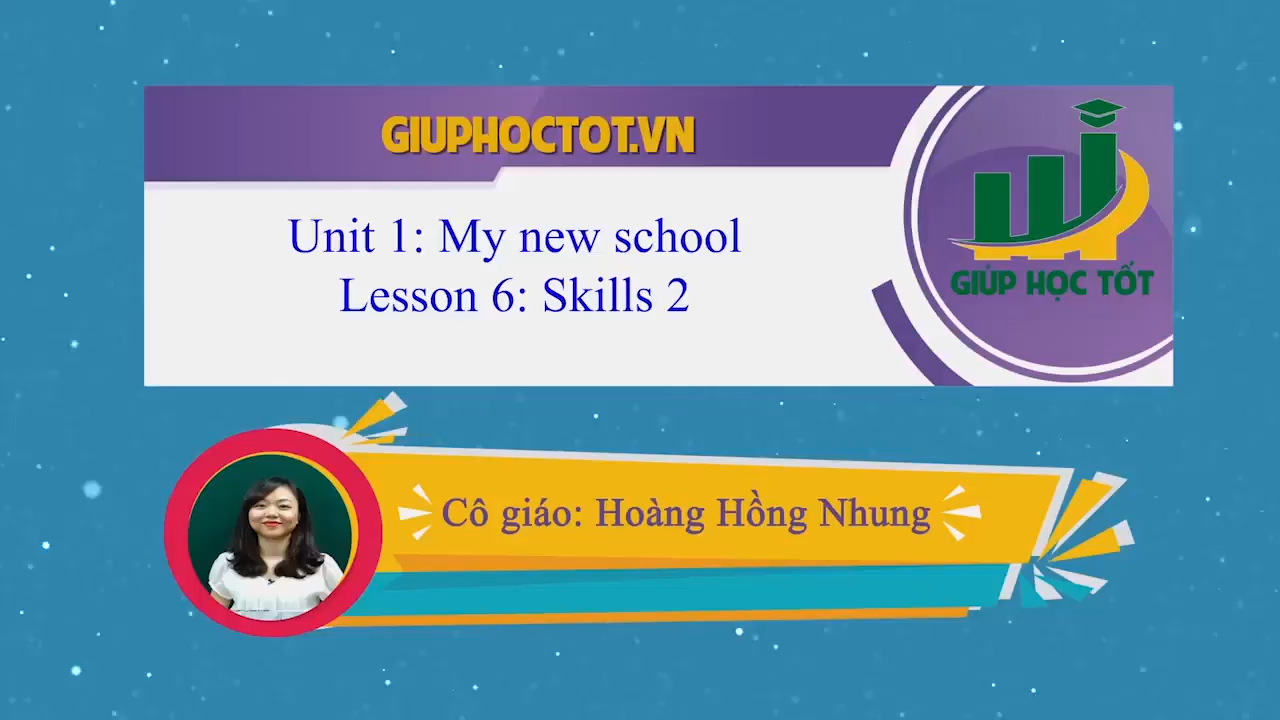 GIUPHOCTOT.VN
Unit 1: My new school
Lesson 6: Skills 2
GIÚP HỌC TỐT
Cô giáo: Hoàng Hồng Nhung